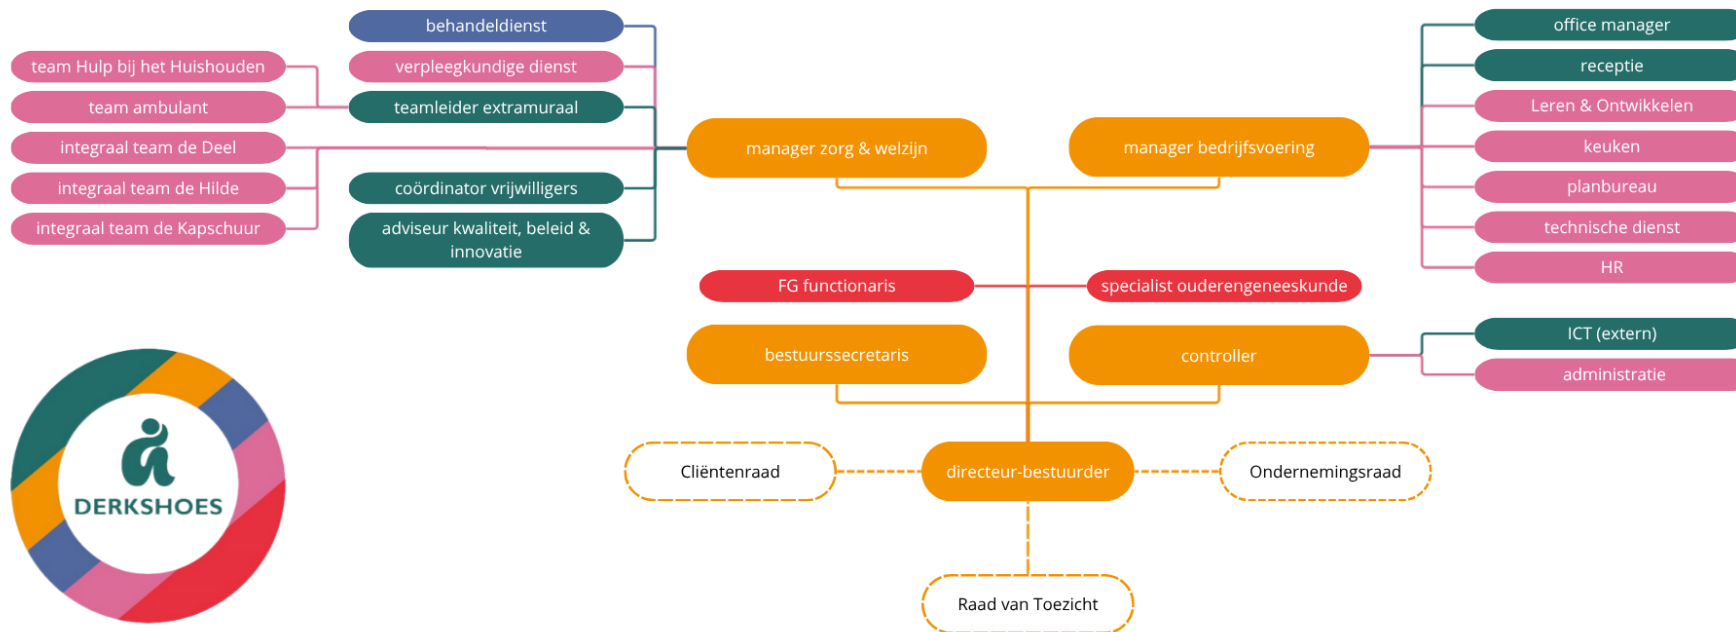 behandeldienst
verpleegkundige dienst
teamleider extramuraal
team Hulp bij het Huishouden
team ambulant
integraal team de Deel
integraal team de Hilde
integraal team de Kapschuur
coördinator vrijwilligers
adviseur kwaliteit, beleid &
innovatie
manager zorg & welzijn
manager bedrijfsvoering
office manager
receptie
Leren & Ontwikkelen
keuken
planbureau
technische dienst
HR
FG functionaris
specialist ouderengeneeskunde
bestuurssecretaris
controller
ICT (extern)
administratie
Cliëntenraad
directeur-bestuurder
Ondernemingsraad
Raad van Toezicht
DERKSHOES